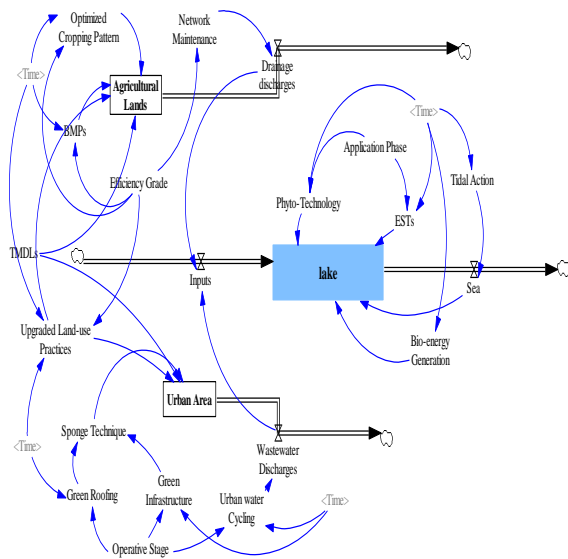 Optimized
Cropping Pattern
Network
Maintenance
<Time>
Agricultural
Lands
Drainage
discharges
BMPs
<Time>
Application Phase
Efficiency Grade
Tidal Action
Phyto-Technology
ESTs
TMDLs
Inputs
lake
Sea
Upgraded Land-use
Practices
Bio-energy
Generation
Urban Area
Sponge Technique
<Time>
Wastewater
Discharges
Green Roofing
Green
Infrastructure
Urban water
Cycling
<Time>
Operative Stage